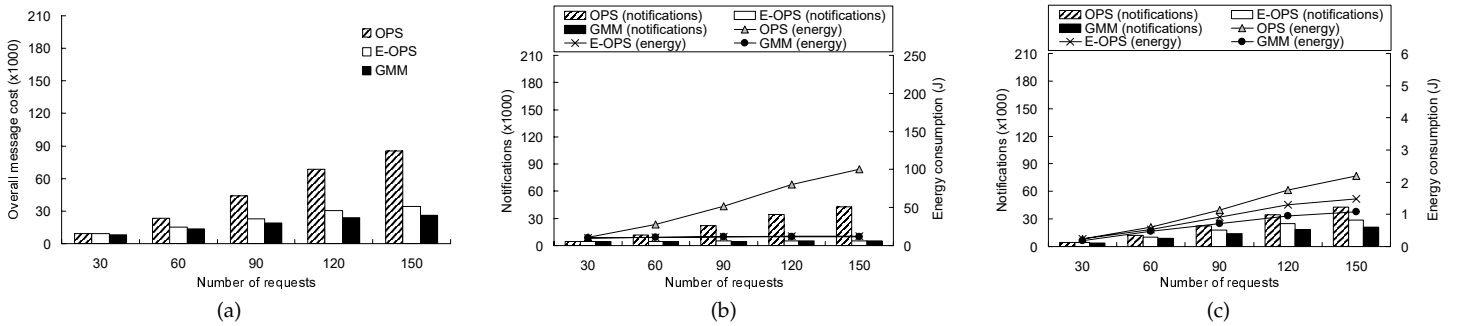 Overall message cost (x1000)
210
180
150
120
90
60
30
0
OPS
E-OPS
GMM
30 60 90 120 150
Number of requests
(a)
OPS (notifications) E-OPS (notifications)
GMM (notifications) OPS (energy)
E-OPS (energy) GMM (energy)
Notifications (x1000)
210
180
150
120
90
60
30
0
250
200
150
100
50
0
Energy consumption (J)
30 60 90 120 150
Number of requests
(b)
OPS (notifications) E-OPS (notifications)
GMM (notifications) OPS (energy)
E-OPS (energy) GMM (energy)
Notifications (x1000)
210
180
150
120
90
60
30
0
6
5
4
3
2
1
0
Energy consumption (J)
30 60 90 120 150
Number of requests
(c)